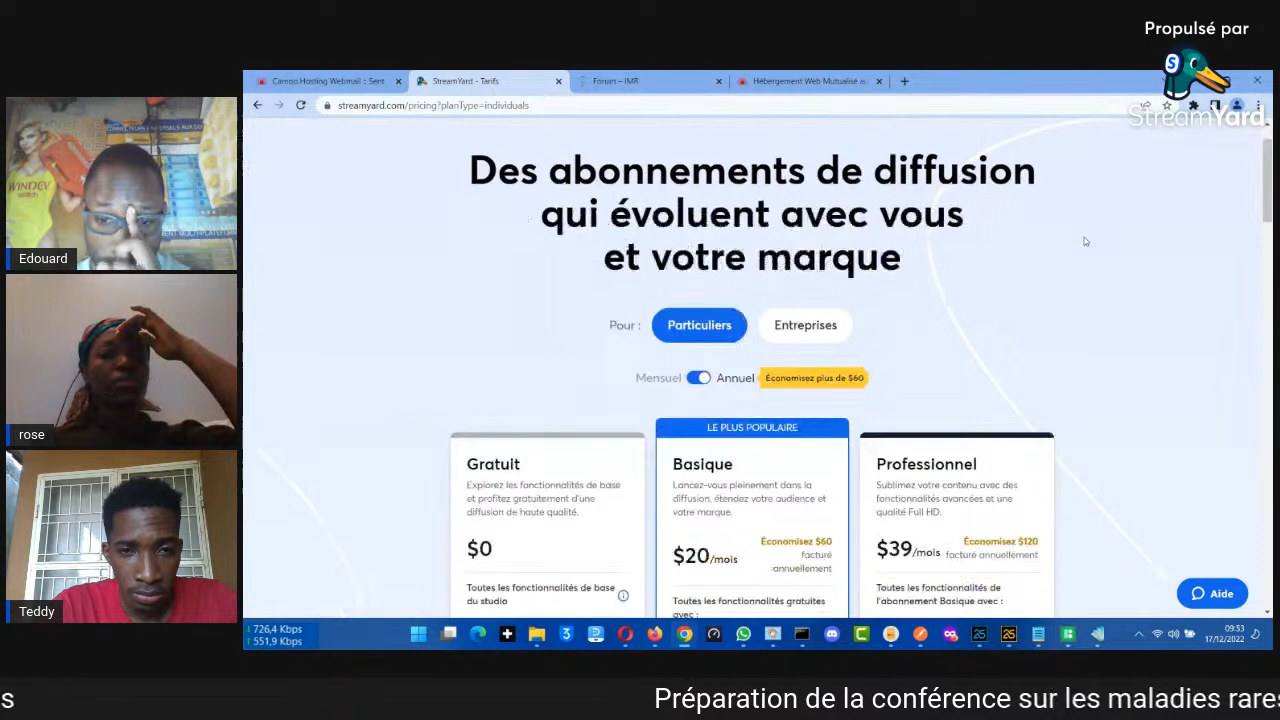 Propulsé par
StreamYard
Camoo.Hosting Webmail :: Sent
StreamYard - Tarifs
Forum – IMR
Hébergement Web Mutualisé au
streamyard.com/pricing?planType=individuals
WINDEV
Edouard
rose
Teddy
Des abonnements de diffusion
qui évoluent avec vous
et votre marque
Pour :
Particuliers
Entreprises
Mensuel
Annuel
Économisez plus de $60
LE PLUS POPULAIRE
Gratuit
Explorez les fonctionnalités de base
et profitez gratuitement d'une
diffusion de haute qualité.
$0
Toutes les fonctionnalités de base
du studio
Basique
Lancez-vous pleinement dans la
diffusion, étendez votre audience et
votre marque.
$20/mois
Économisez $60
facturé
annuellement
Toutes les fonctionnalités gratuites
avec :
Professionnel
Sublimez votre contenu avec des
fonctionnalités avancées et une
qualité Full HD.
$39/mois
Économisez $120
facturé annuellement
Toutes les fonctionnalités de
l'abonnement Basique avec :
Aide
726,4 Kbps
551,9 Kbps
09:53
17/12/2022
s
Préparation de la conférence sur les maladies rares